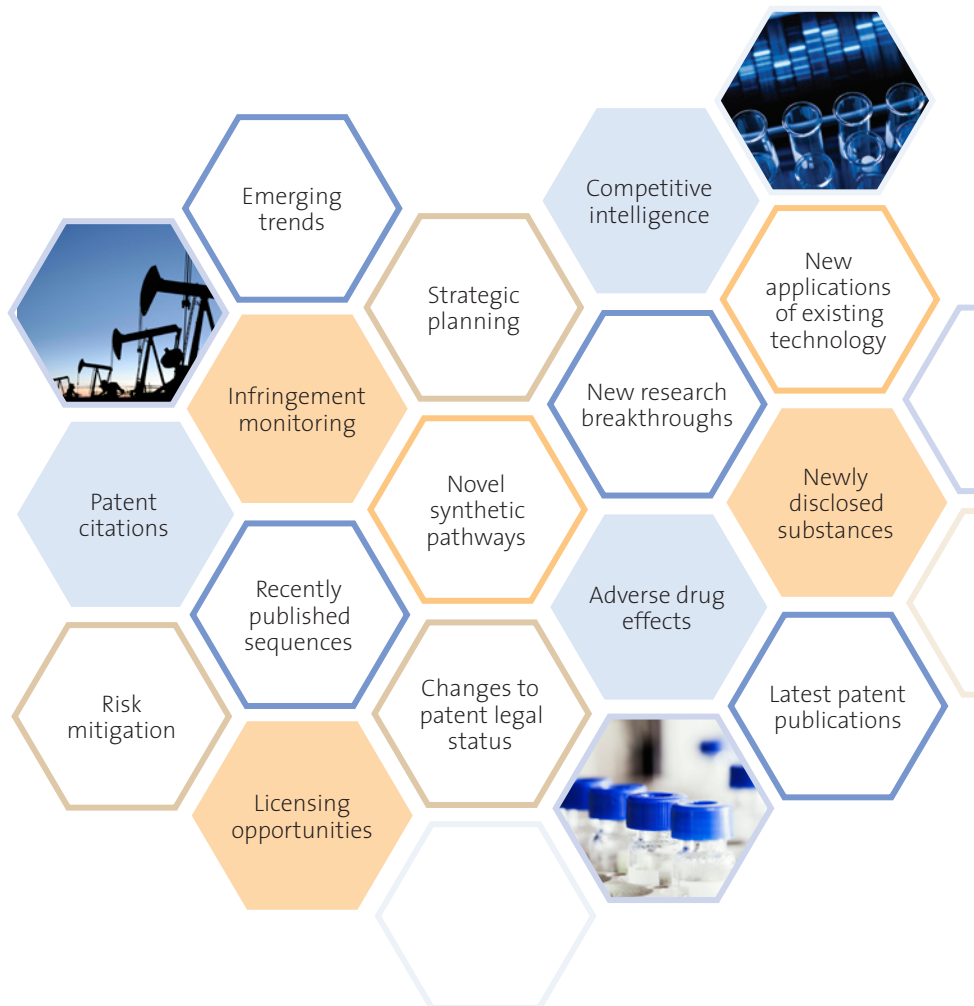 Emerging
trends
Competitive
intelligence
Strategic
planning
New
applications
of existing
technology
Infringement
monitoring
New research
breakthroughs
Patent
citations
Novel
synthetic
pathways
Newly
disclosed
substances
Recently
published
sequences
Adverse drug
effects
Risk
mitigation
Changes to
patent legal
status
Latest patent
publications
Licensing
opportunities